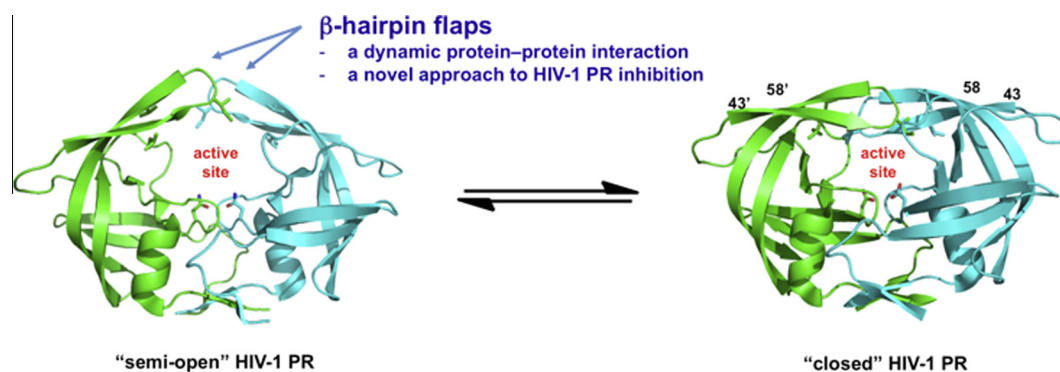 β-hairpin flaps
- a dynamic protein–protein interaction
- a novel approach to HIV-1 PR inhibition
43' 58' 58 43
active
site
active
site
“semi-open” HIV-1 PR
“closed” HIV-1 PR